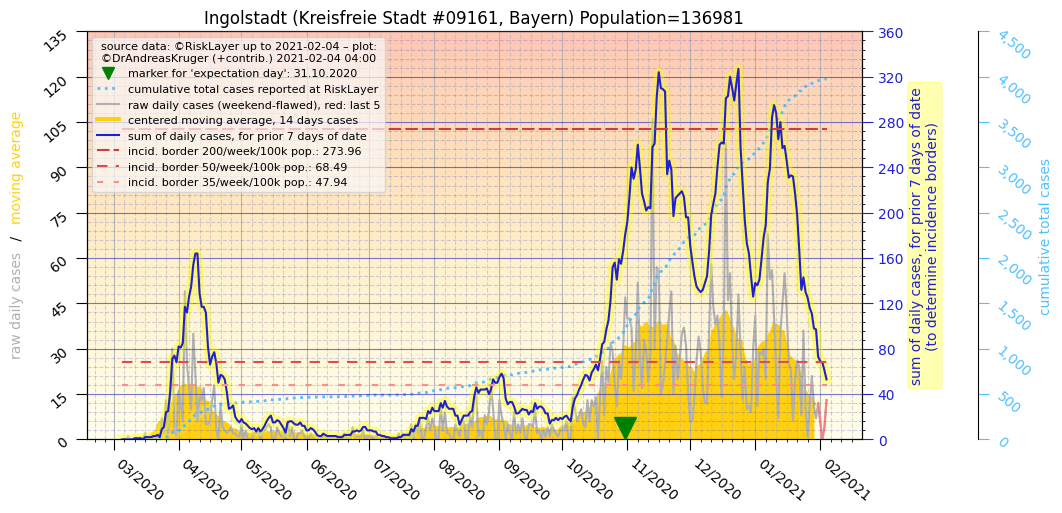 Ingolstadt (Kreisfreie Stadt #09161, Bayern) Population=136981
source data: ©RiskLayer up to 2021-02-04 – plot:
©DrAndreasKruger (+contrib.) 2021-02-04 04:00
marker for 'expectation day': 31.10.2020
cumulative total cases reported at RiskLayer
raw daily cases (weekend-flawed), red: last 5
centered moving average, 14 days cases
sum of daily cases, for prior 7 days of date
incid. border 200/week/100k pop.: 273.96
incid. border 50/week/100k pop.: 68.49
incid. border 35/week/100k pop.: 47.94
raw daily cases / moving average
135
120
105
90
75
60
45
30
15
0
03/2020
04/2020
05/2020
06/2020
07/2020
08/2020
09/2020
10/2020
11/2020
12/2020
01/2021
02/2021
360
320
280
240
200
160
120
80
40
0
sum of daily cases, for prior 7 days of date
(to determine incidence borders)
4,500
4,000
3,500
3,000
2,500
2,000
1,500
1,000
500
0
cumulative total cases